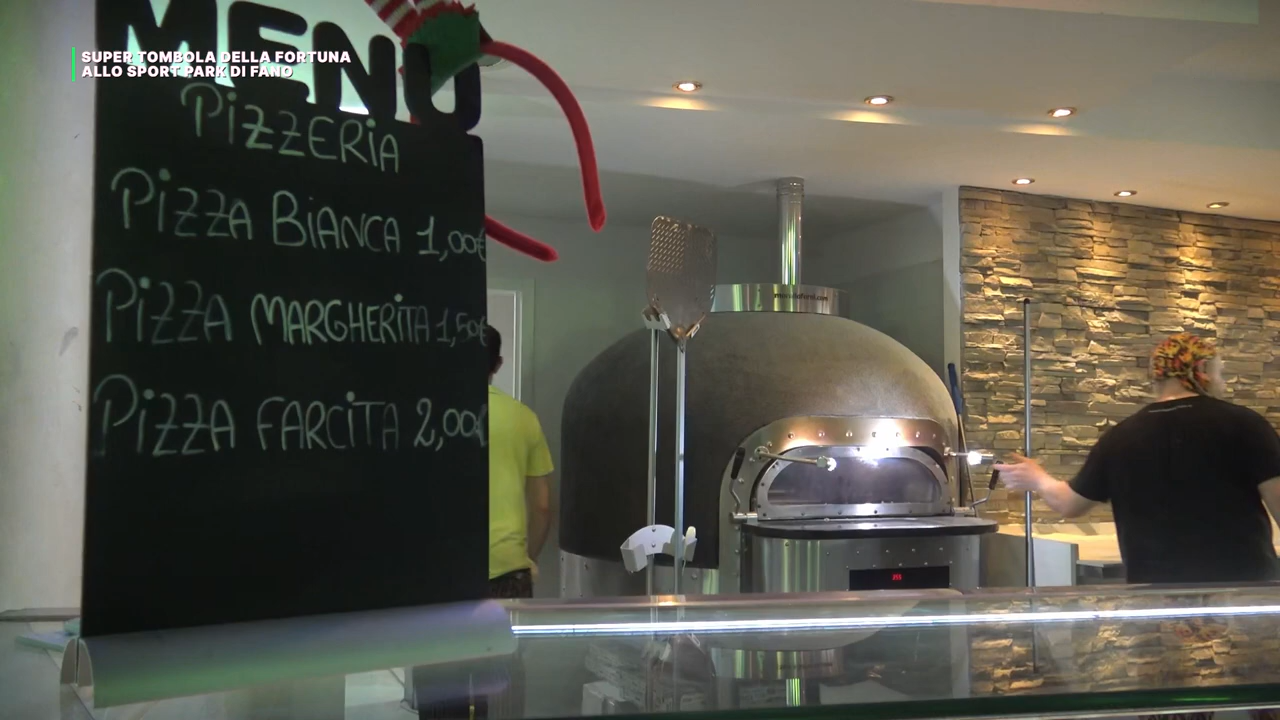 SUPER TOMBOLA DELLA FORTUNA
ALLO SPORT PARK DI FANO
MENU
PIZZERIA
PIZZA BIANCA 1,00€
PIZZA MARGHERITA 1,50€
PIZZA FARCITA 2,00€